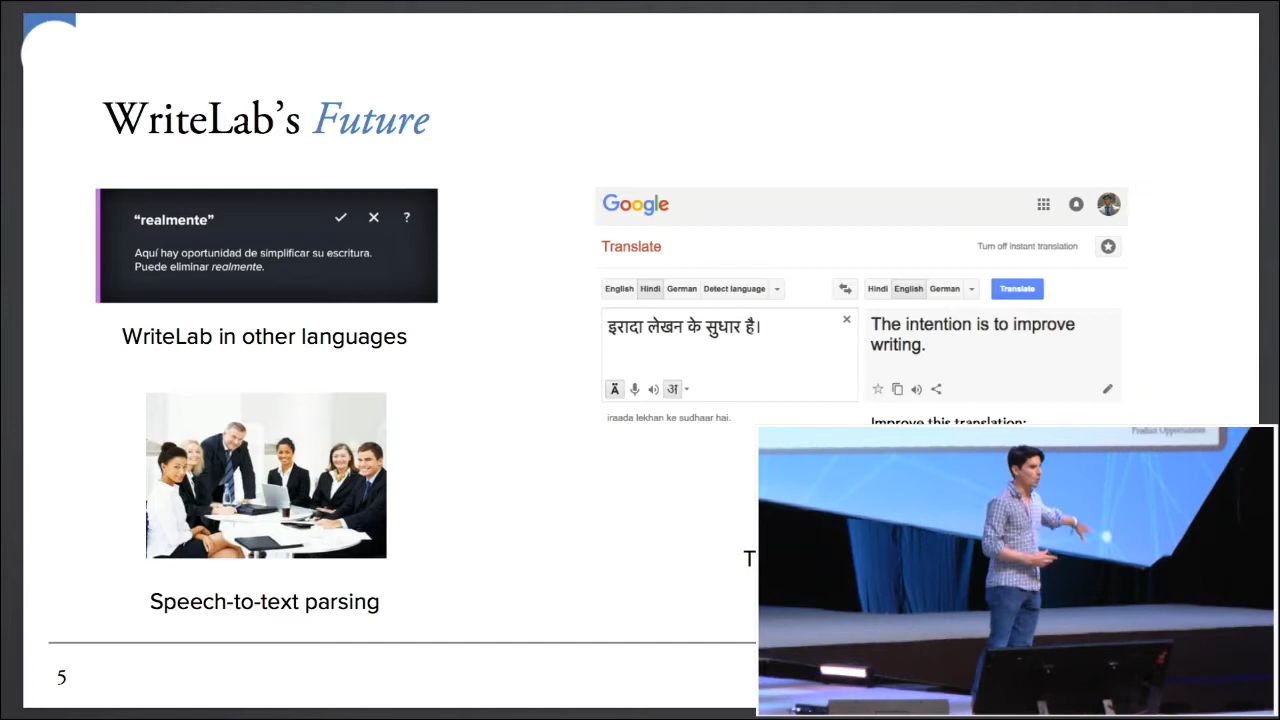 WriteLab's Future
"realmente"
?
Aquí hay oportunidad de simplificar su escritura.
Puede eliminar realmente.
WriteLab in other languages
Speech-to-text parsing
Google
Translate
Turn off instant translation
English Hindi German Detect language
Hindi English German
Translate
इरादा लेखन के सुधार है।
The intention is to improve
writing.
Ä
अ
iraada lekhan ke sudhaar hai.
Improve this translation:
T
Product Opportunities
5